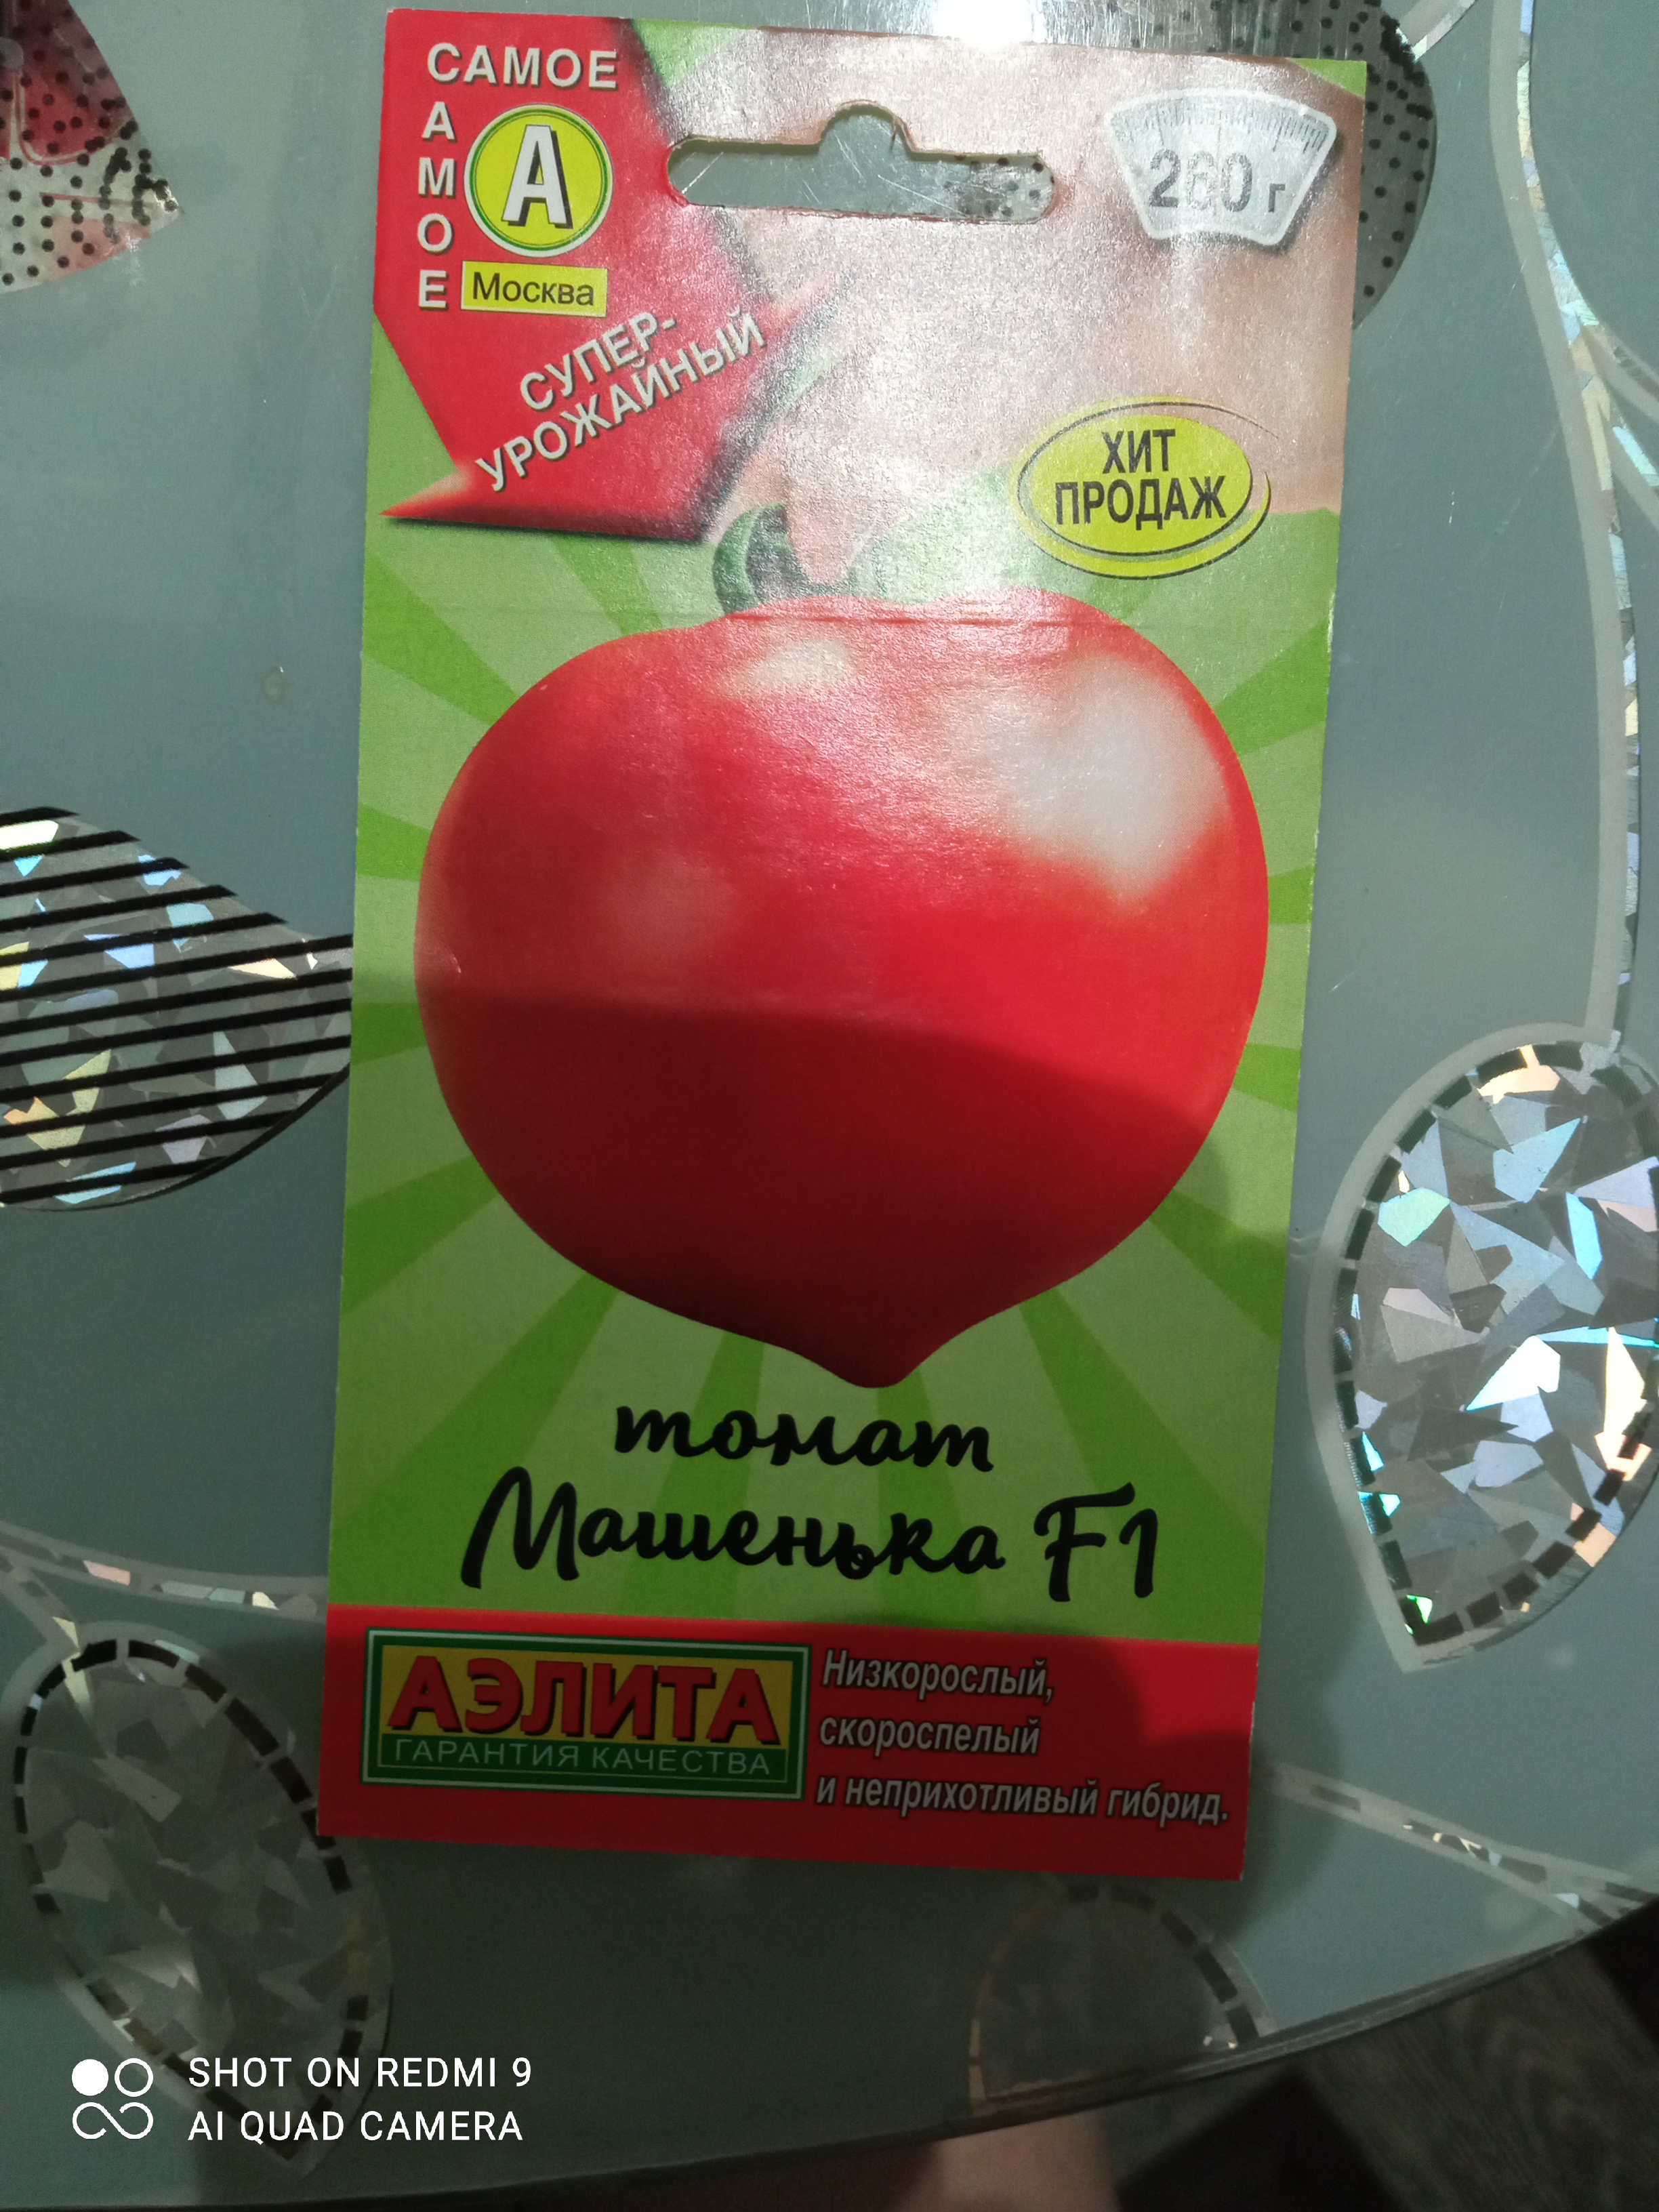 САМОЕ
САМОЕ
А
Москва
СУПЕР-
УРОЖАЙНЫЙ
260 г
ХИТ
ПРОДАЖ
томат
Машенька F1
АЭЛИТА
ГАРАНТИЯ КАЧЕСТВА
Низкорослый,
скороспелый
и неприхотливый гибрид.
SHOT ON REDMI 9
AI QUAD CAMERA